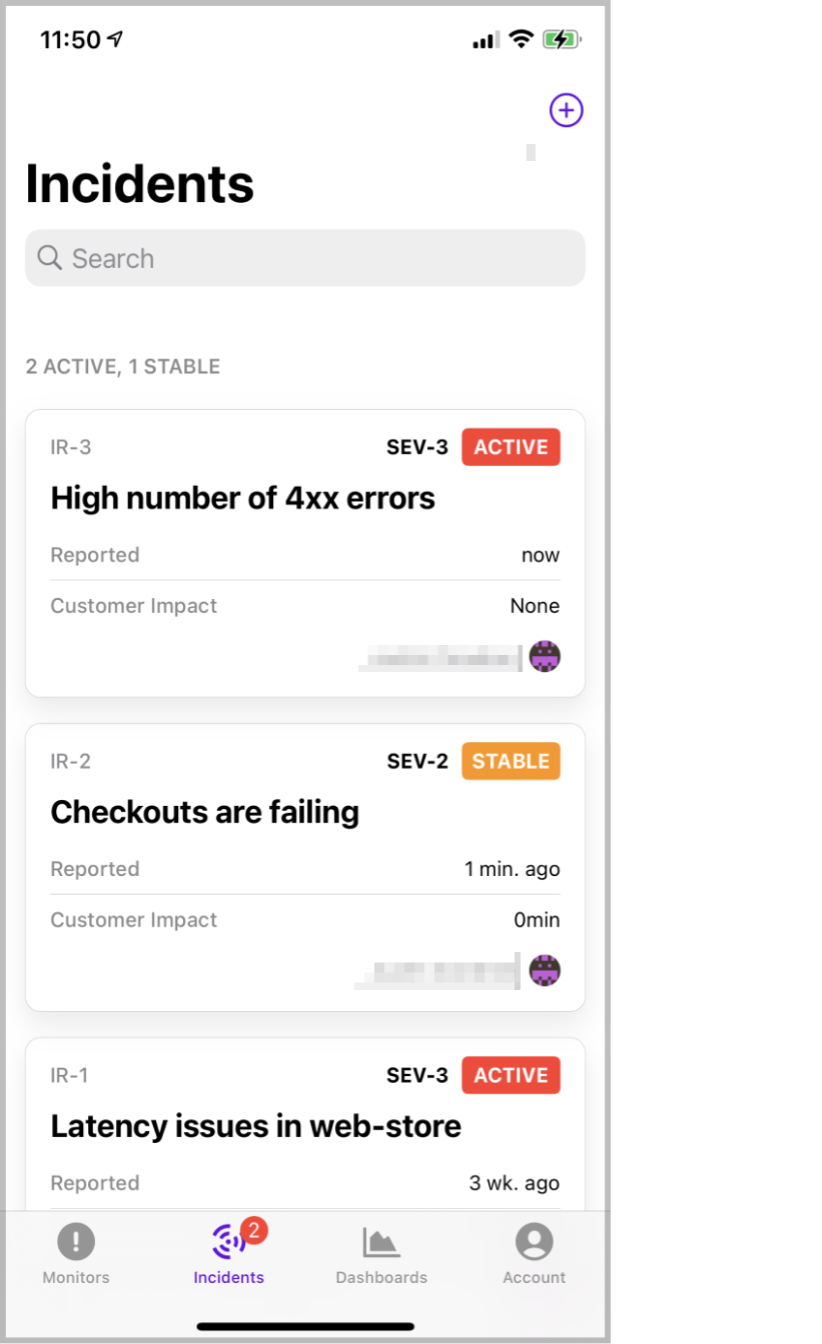 11:50
Incidents
Search
2 ACTIVE, 1 STABLE
IR-3 SEV-3 ACTIVE
High number of 4xx errors
Reported now
Customer Impact None
IR-2 SEV-2 STABLE
Checkouts are failing
Reported 1 min. ago
Customer Impact 0min
IR-1 SEV-3 ACTIVE
Latency issues in web-store
Reported 3 wk. ago
2
Monitors Incidents Dashboards Account